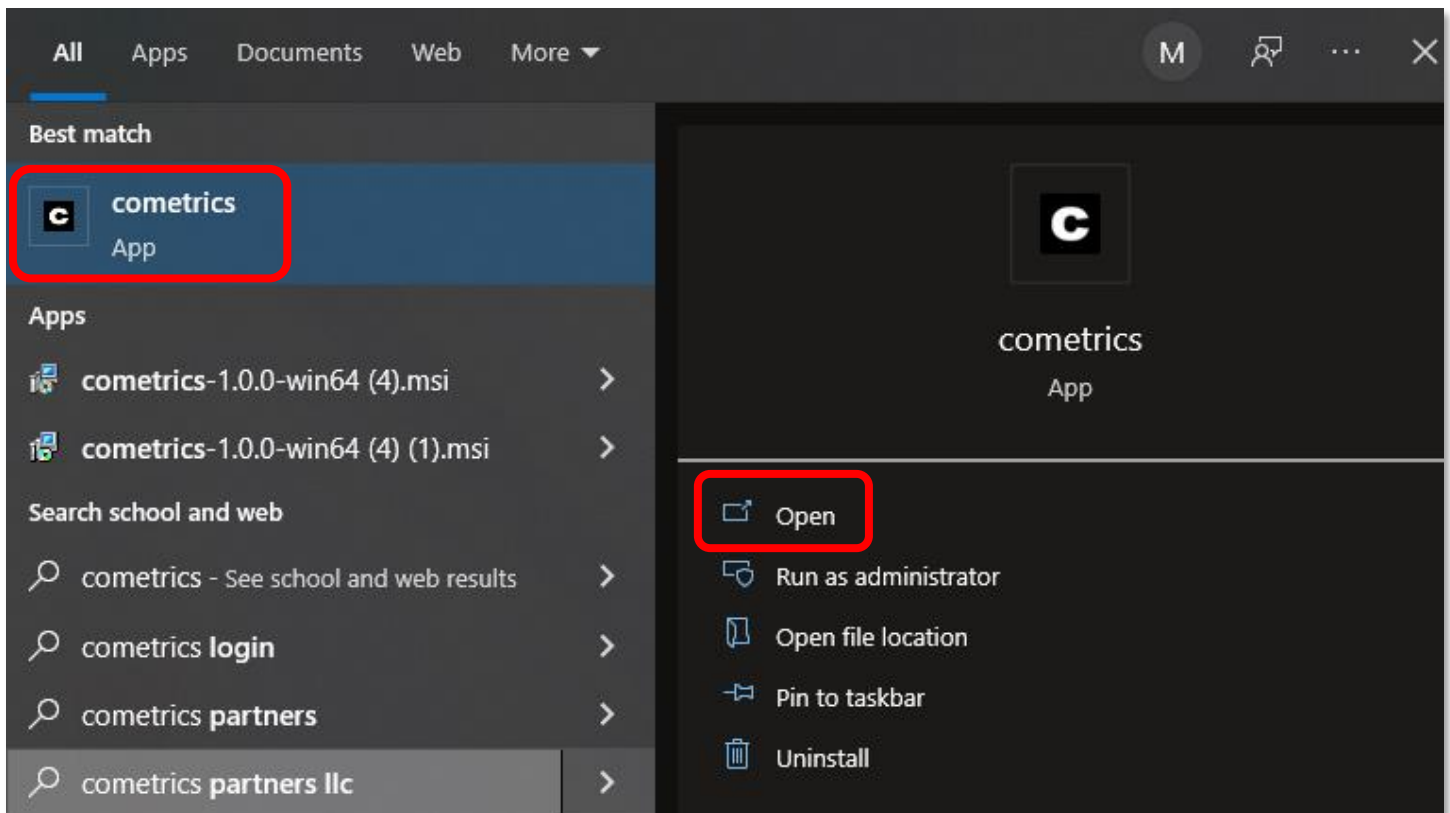 All Apps Documents Web More M
Best match
c cometrics
App
Apps
cometrics-1.0.0-win64 (4).msi
cometrics-1.0.0-win64 (4) (1).msi
Search school and web
cometrics - See school and web results
cometrics login
cometrics partners
cometrics partners llc
c
cometrics
App
Open
Run as administrator
Open file location
Pin to taskbar
Uninstall